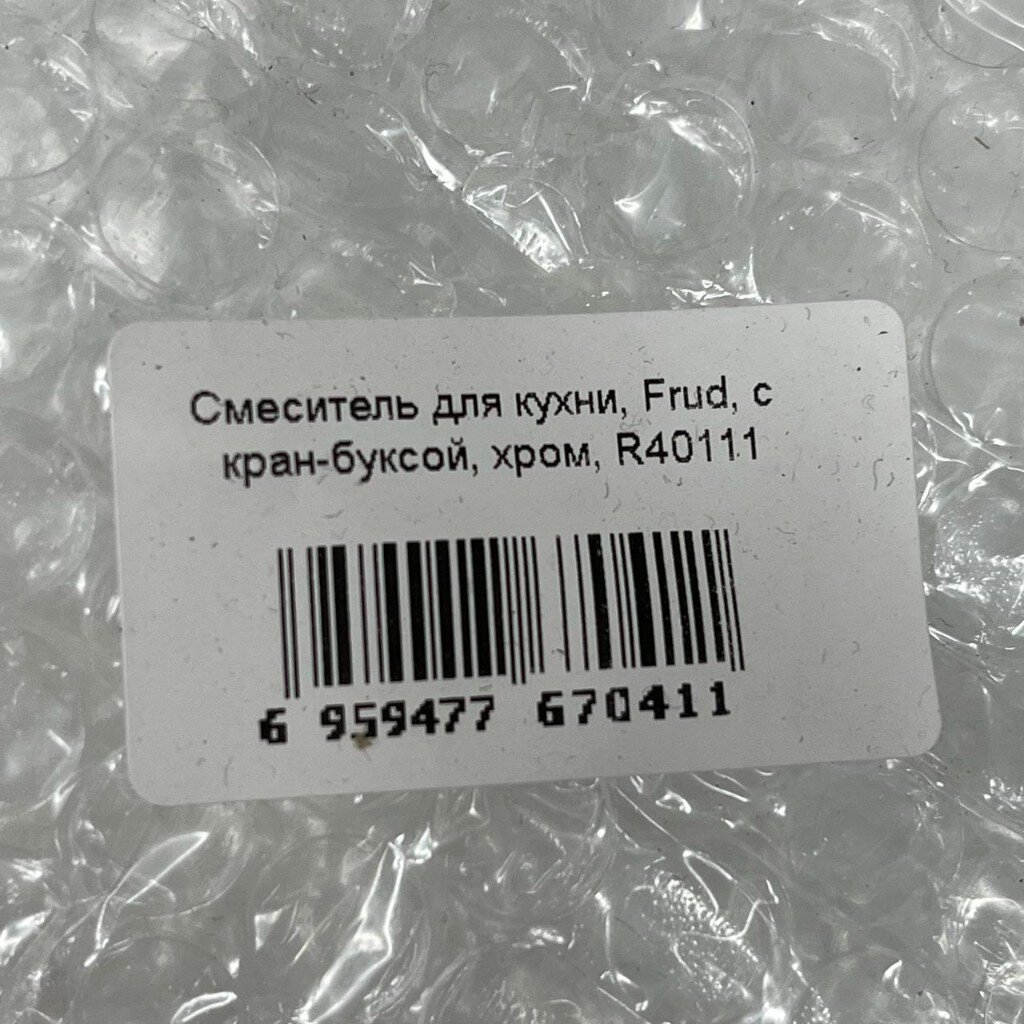 Смеситель для кухни, Frud, с
кран-буксой, хром, R40111
6 959477 670411